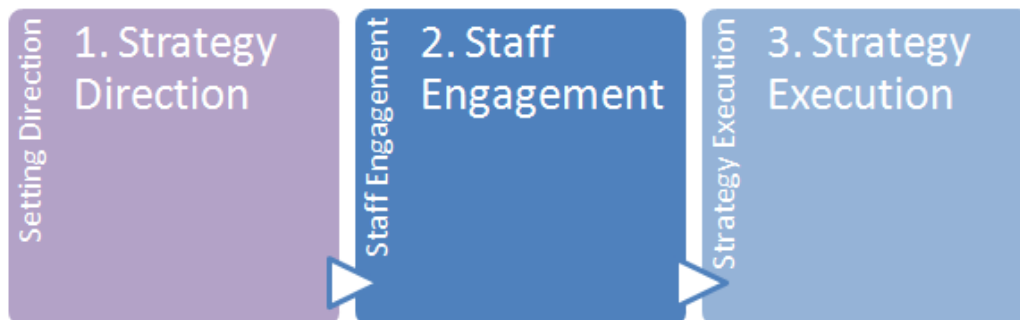 Setting Direction
1. Strategy
Direction
Staff Engagement
2. Staff
Engagement
Strategy Execution
3. Strategy
Execution